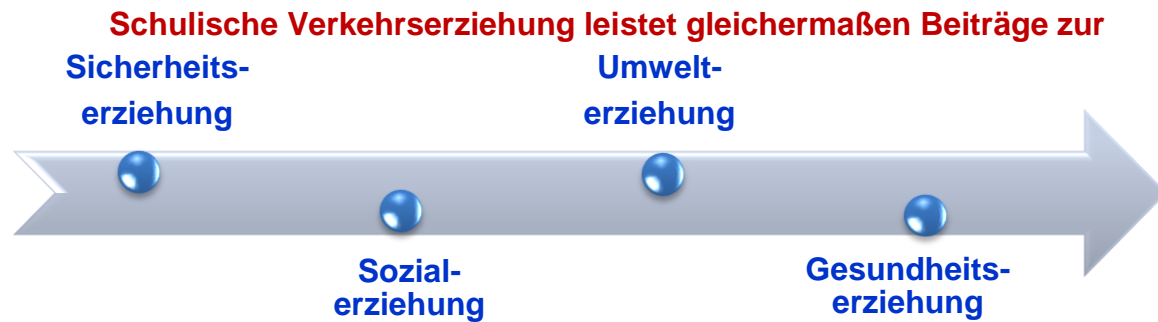 Schulische Verkehrserziehung leistet gleichermaßen Beiträge zur
Sicherheits-
erziehung
Umwelt-
erziehung
Sozial-
erziehung
Gesundheits-
erziehung